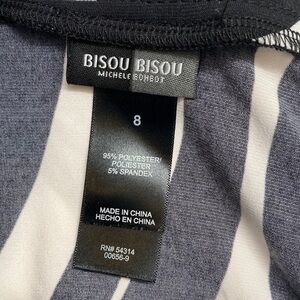 BISOU BISOU
MICHELE BOHBOT
8
95% POLYESTER/
POLIESTER
5% SPANDEX
MADE IN CHINA
HECHO EN CHINA
RN# 54314
00656-9